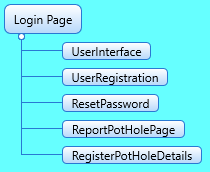 Login Page
UserInterface
UserRegistration
ResetPassword
ReportPotHolePage
RegisterPotHoleDetails